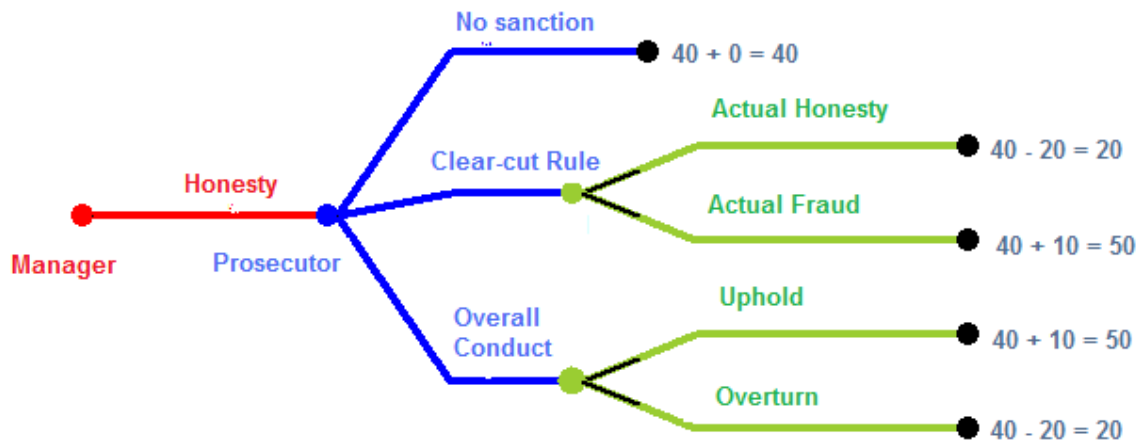 No sanction
40 + 0 = 40
Actual Honesty
40 - 20 = 20
Clear-cut Rule
Honesty
Actual Fraud
40 + 10 = 50
Manager
Prosecutor
Uphold
40 + 10 = 50
Overall
Conduct
Overturn
40 - 20 = 20